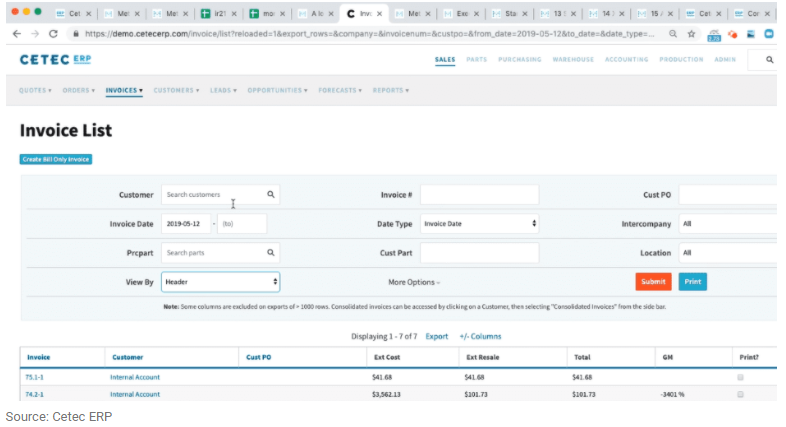 Cet
Me
Me
ir21
mo
A lo
Inv
Me
Exe
Sta
13
14
15
Cet
Cor
https://demo.cetecerp.com/invoice/list?reloaded=1&export_rows=&company=&invoicenum=&custpo=&from_date=2019-05-12&to_date=&date_type=...
CETEC ERP
SALES PARTS PURCHASING WAREHOUSE ACCOUNTING PRODUCTION ADMIN
QUOTES ORDERS INVOICES CUSTOMERS LEADS OPPORTUNITIES FORECASTS REPORTS
Invoice List
Create Bill Only Invoice
Customer Search customers Invoice # Cust PO
Invoice Date 2019-05-12 - (to) Date Type Invoice Date Intercompany All
Prcpart Search parts Cust Part Location All
View By Header More Options Submit Print
Note: Some columns are excluded on exports of > 1000 rows. Consolidated invoices can be accessed by clicking on a Customer, then selecting "Consolidated Invoices" from the side bar.
Displaying 1 - 7 of 7 Export +/- Columns
Invoice Customer Cust PO Ext Cost Ext Resale Total GM Print?
75.1-1 Internal Account $41.68 $41.68 $41.68
74.2-1 Internal Account $3,562.13 $101.73 $101.73 -3401 %
Source: Cetec ERP